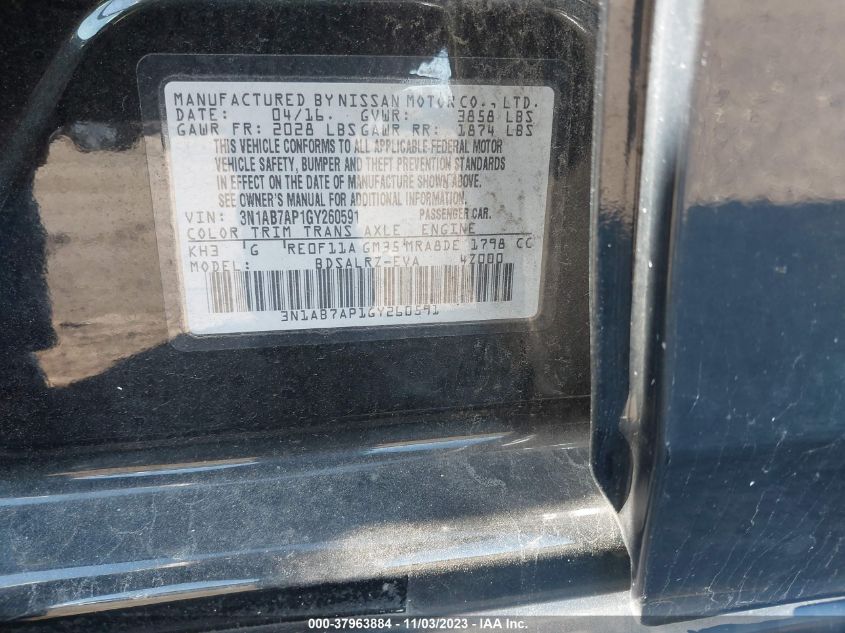 MANUFACTURED BY NISSAN MOTOR CO., LTD.
DATE: 04/16. GVWR: 3858 LBS
GAWR FR: 2028 LBS GAWR RR: 1874 LBS
THIS VEHICLE CONFORMS TO ALL APPLICABLE FEDERAL MOTOR
VEHICLE SAFETY, BUMPER AND THEFT PREVENTION STANDARDS
IN EFFECT ON THE DATE OF MANUFACTURE SHOWN ABOVE.
SEE OWNER'S MANUAL FOR ADDITIONAL INFORMATION.
VIN: 3N1AB7AP1GY260591 PASSENGER CAR.
COLOR TRIM TRANS AXLE ENGINE
KH3 G RE0F11A GM35 MRA8DE 1798 CC
MODEL: BDSALRZ-EVA 4Z000
3N1AB7AP1GY260591
000-37963884 - 11/03/2023 - IAA Inc.